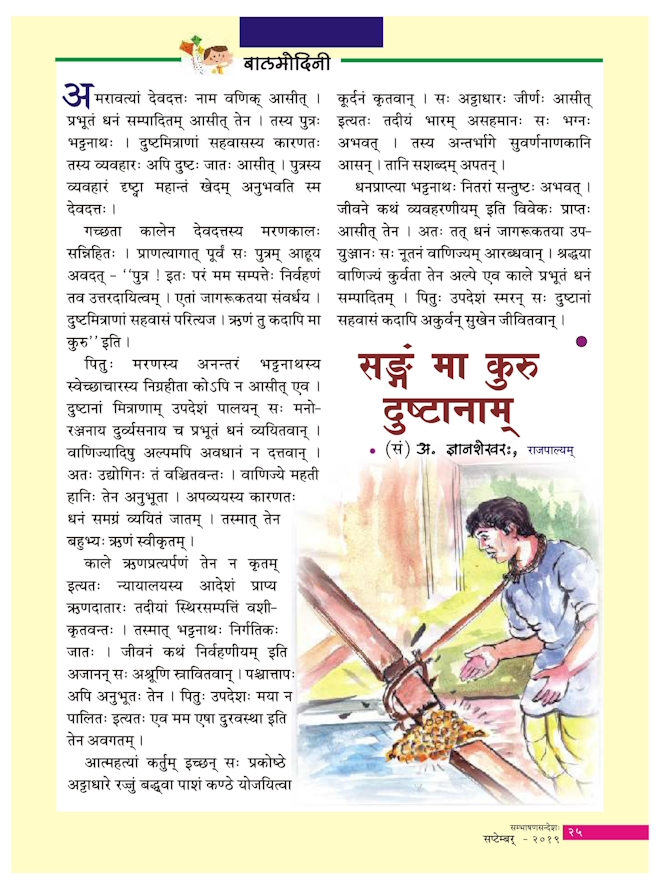 बालमोदिनी
अमरावत्यां देवदत्तः नाम वणिक् आसीत् ।
प्रभूतं धनं सम्पादितम् आसीत् तेन । तस्य पुत्रः
भट्टनाथः । दुष्टमित्राणां सहवासस्य कारणतः
तस्य व्यवहारः अपि दुष्टः जातः आसीत् । पुत्रस्य
व्यवहारं दृष्ट्वा महान्तं खेदम् अनुभवति स्म
देवदत्तः ।
गच्छता कालेन देवदत्तस्य मरणकालः
सन्निहितः । प्राणत्यागात् पूर्वं सः पुत्रम् आहूय
अवदत् - ‘‘पुत्र ! इतः परं मम सम्पत्तेः निर्वहणं
तव उत्तरदायित्वम् । एतां जागरूकतया संवर्धय ।
दुष्टमित्राणां सहवासं परित्यज । ऋणं तु कदापि मा
कुरु’’ इति ।
पितुः मरणस्य अनन्तरं भट्टनाथस्य
स्वेच्छाचारस्य निग्रहीता कोऽपि न आसीत् एव ।
दुष्टानां मित्राणाम् उपदेशं पालयन् सः मनो-
रञ्जनाय दुर्व्यसनाय च प्रभूतं धनं व्ययितवान् ।
वाणिज्यादिषु अल्पमपि अवधानं न दत्तवान् ।
अतः उद्योगिनः तं वञ्चितवन्तः । वाणिज्ये महती
हानिः तेन अनुभूता । अपव्ययस्य कारणतः
धनं समग्रं व्ययितं जातम् । तस्मात् तेन
बहुभ्यः ऋणं स्वीकृतम् ।
काले ऋणप्रत्यर्पणं तेन न कृतम्
इत्यतः न्यायालयस्य आदेशं प्राप्य
ऋणदातारः तदीयां स्थिरसम्पत्तिं वशी-
कृतवन्तः । तस्मात् भट्टनाथः निर्गतिकः
जातः । जीवनं कथं निर्वहणीयम् इति
अजानन् सः अश्रूणि स्रावितवान् । पश्चात्तापः
अपि अनुभूतः तेन । पितुः उपदेशः मया न
पालितः इत्यतः एव मम एषा दुरवस्था इति
तेन अवगतम् ।
आत्महत्यां कर्तुम् इच्छन् सः प्रकोष्ठे
अट्टाधारे रज्जुं बद्ध्वा पाशं कण्ठे योजयित्वा
कूर्दनं कृतवान् । सः अट्टाधारः जीर्णः आसीत्
इत्यतः तदीयं भारम् असहमानः सः भग्नः
अभवत् । तस्य अन्तर्भागे सुवर्णनाणकानि
आसन् । तानि सशब्दम् अपतन् ।
धनप्राप्त्या भट्टनाथः नितरां सन्तुष्टः अभवत् ।
जीवने कथं व्यवहरणीयम् इति विवेकः प्राप्तः
आसीत् तेन । अतः तत् धनं जागरूकतया उप-
युञ्जानः सः नूतनं वाणिज्यम् आरब्धवान् । श्रद्धया
वाणिज्यं कुर्वता तेन अल्पे एव काले प्रभूतं धनं
सम्पादितम् । पितुः उपदेशं स्मरन् सः दुष्टानां
सहवासं कदापि अकुर्वन् सुखेन जीवितवान् ।
सङ्गं मा कुरु
दुष्टानाम्
• (सं) अ. ज्ञानशेखरः, राजपाल्यम्
सम्भाषणसन्देशः
सप्टेम्बर् - २०१९ २५